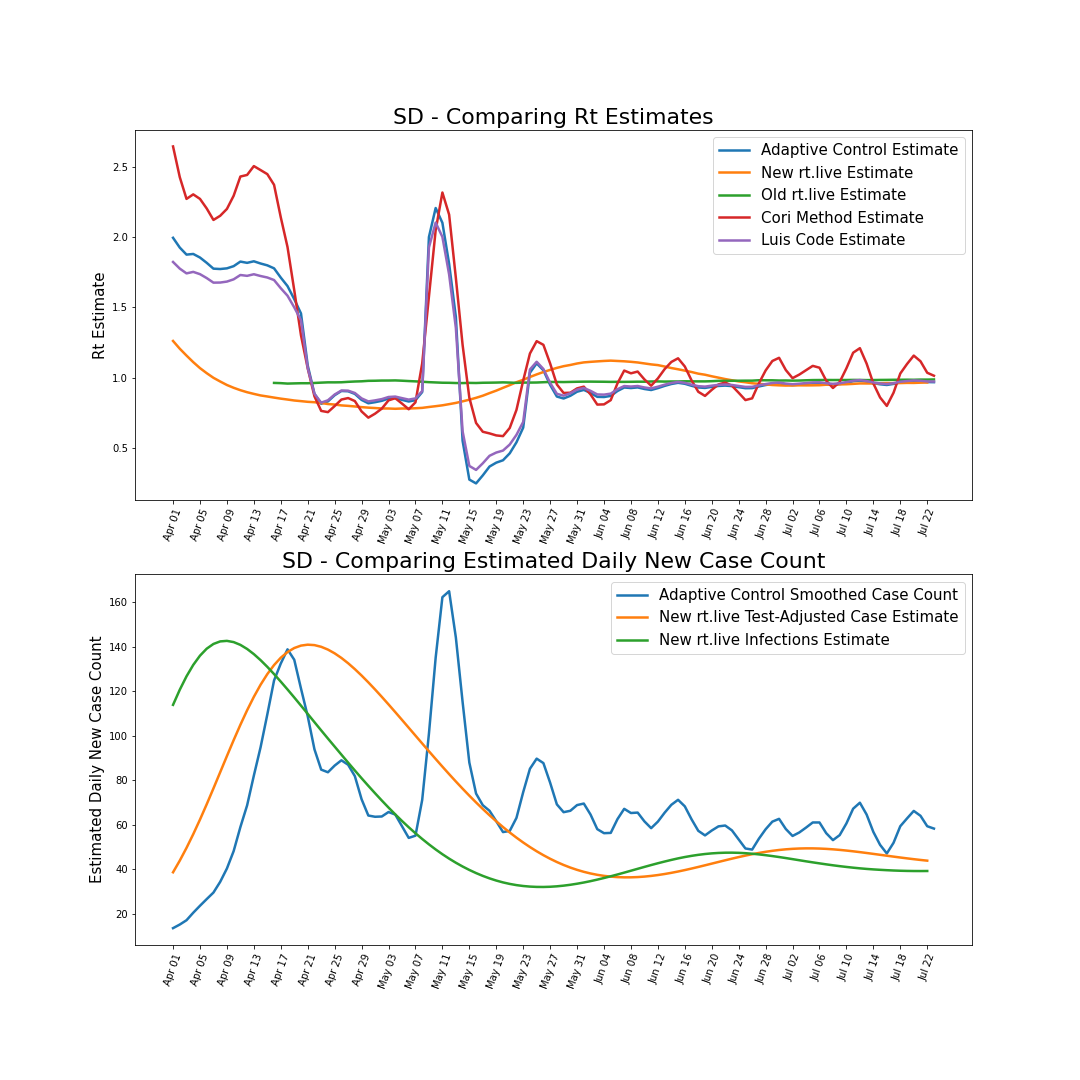 SD - Comparing Rt Estimates
Rt Estimate
2.5
2.0
1.5
1.0
0.5
Adaptive Control Estimate
New rt.live Estimate
Old rt.live Estimate
Cori Method Estimate
Luis Code Estimate
Apr 01 Apr 05 Apr 09 Apr 13 Apr 17 Apr 21 Apr 25 Apr 29 May 03 May 07 May 11 May 15 May 19 May 23 May 27 May 31 Jun 04 Jun 08 Jun 12 Jun 16 Jun 20 Jun 24 Jun 28 Jul 02 Jul 06 Jul 10 Jul 14 Jul 18 Jul 22
SD - Comparing Estimated Daily New Case Count
Estimated Daily New Case Count
160
140
120
100
80
60
40
20
Adaptive Control Smoothed Case Count
New rt.live Test-Adjusted Case Estimate
New rt.live Infections Estimate
Apr 01 Apr 05 Apr 09 Apr 13 Apr 17 Apr 21 Apr 25 Apr 29 May 03 May 07 May 11 May 15 May 19 May 23 May 27 May 31 Jun 04 Jun 08 Jun 12 Jun 16 Jun 20 Jun 24 Jun 28 Jul 02 Jul 06 Jul 10 Jul 14 Jul 18 Jul 22